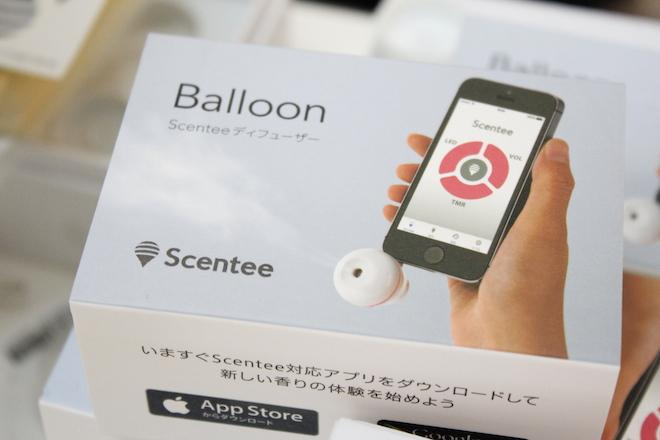 Balloon
Scentee ディフューザー
Scentee
LED
VOL
TMR
Scentee
いますぐScentee対応アプリをダウンロードして
新しい香りの体験を始めよう
App Store
からダウンロード
Balloon